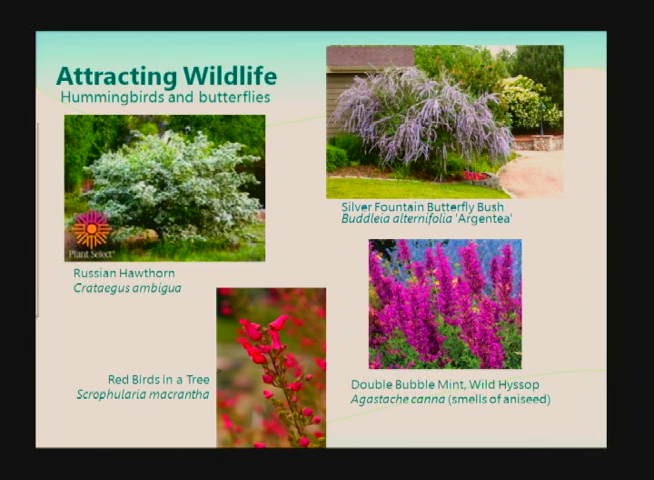 Attracting Wildlife
Hummingbirds and butterflies
Silver Fountain Butterfly Bush
Buddleia alternifolia 'Argentea'
Plant Select®
Russian Hawthorn
Crataegus ambigua
Red Birds in a Tree
Scrophularia macrantha
Double Bubble Mint, Wild Hyssop
Agastache canna (smells of aniseed)